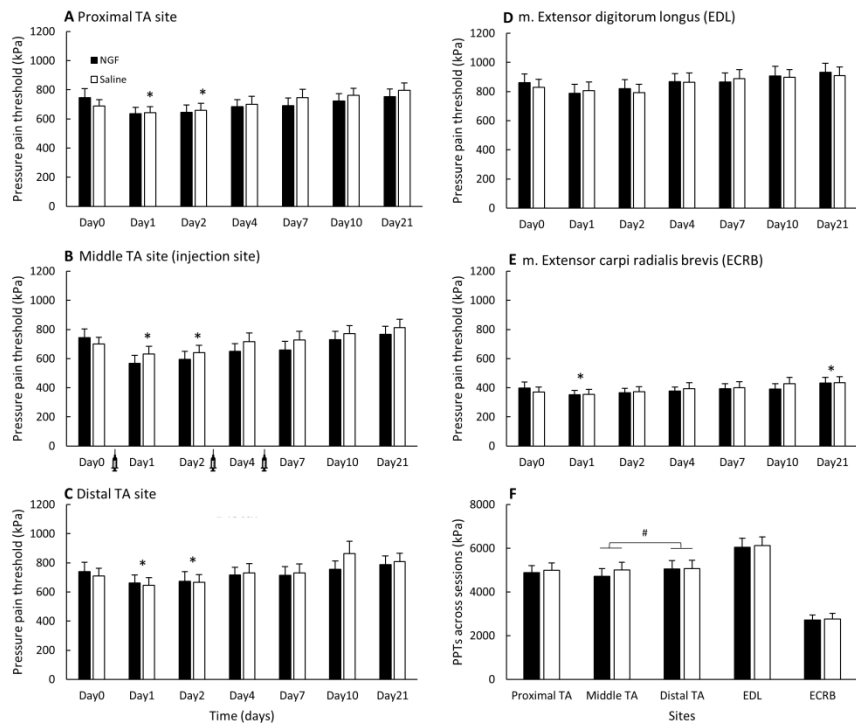 A Proximal TA site
NGF
Saline
* *
Pressure pain threshold (kPa)
1200
1000
800
600
400
200
0
Day0 Day1 Day2 Day4 Day7 Day10 Day21
B Middle TA site (injection site)
* *
Pressure pain threshold (kPa)
1200
1000
800
600
400
200
0
Day0 Day1 Day2 Day4 Day7 Day10 Day21
C Distal TA site
* *
Pressure pain threshold (kPa)
1200
1000
800
600
400
200
0
Day0 Day1 Day2 Day4 Day7 Day10 Day21
Time (days)
D m. Extensor digitorum longus (EDL)
Pressure pain threshold (kPa)
1200
1000
800
600
400
200
0
Day0 Day1 Day2 Day4 Day7 Day10 Day21
E m. Extensor carpi radialis brevis (ECRB)
* *
Pressure pain threshold (kPa)
1200
1000
800
600
400
200
0
Day0 Day1 Day2 Day4 Day7 Day10 Day21
F
#
PPTs across sessions (kPa)
8000
6000
4000
2000
0
Proximal TA Middle TA Distal TA EDL ECRB
Sites